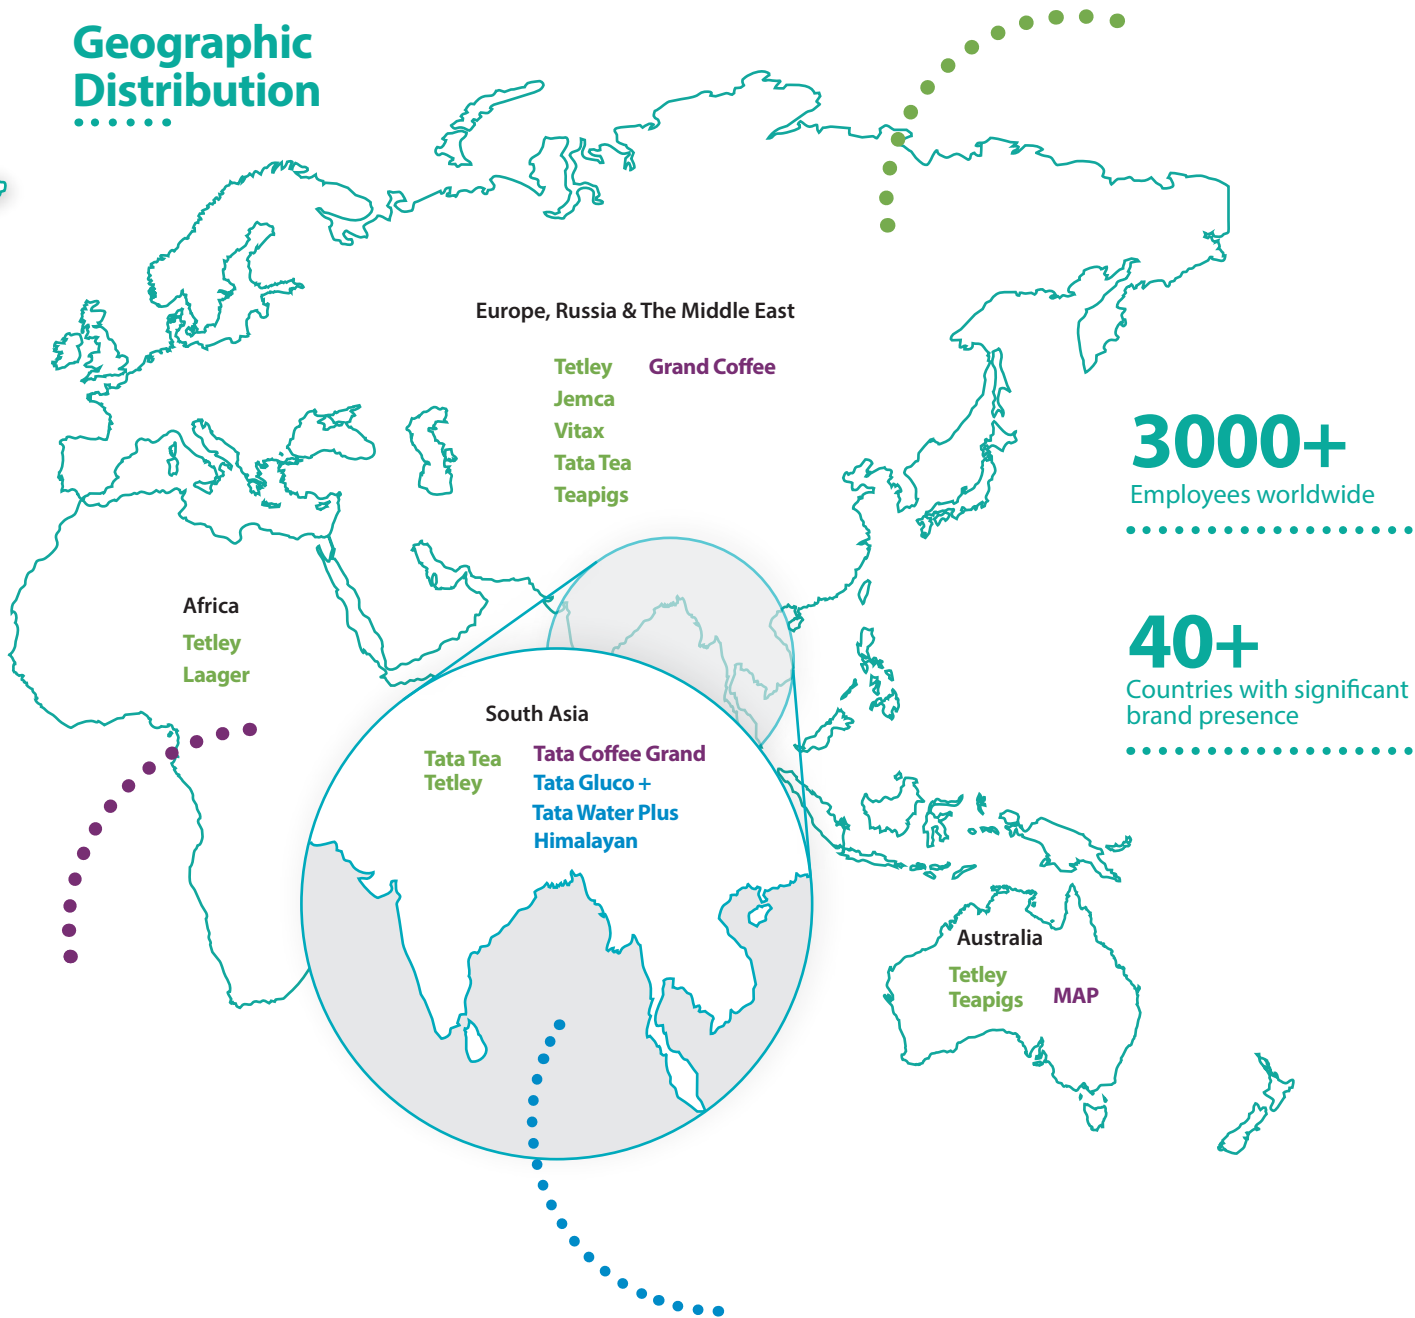 Geographic
Distribution
Europe, Russia & The Middle East
Tetley Grand Coffee
Jemca
Vitax
Tata Tea
Teapigs
3000+
Employees worldwide
Africa
Tetley
Laager
40+
Countries with significant
brand presence
South Asia
Tata Tea
Tetley
Tata Coffee Grand
Tata Gluco +
Tata Water Plus
Himalayan
Australia
Tetley
Teapigs
MAP